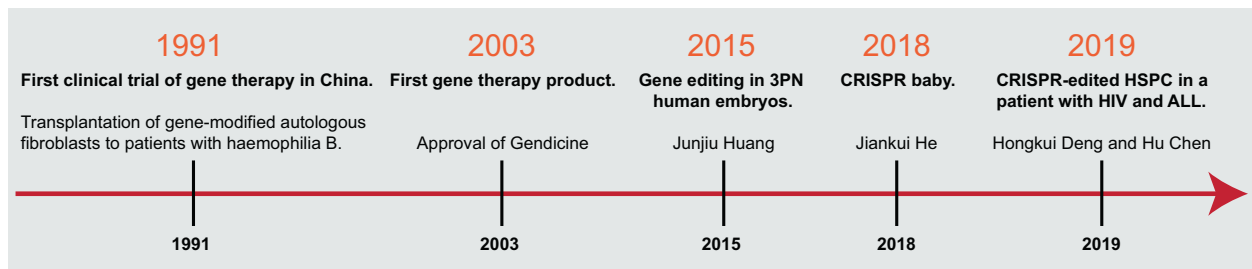 1991
First clinical trial of gene therapy in China.
Transplantation of gene-modified autologous
fibroblasts to patients with haemophilia B.
1991
2003
First gene therapy product.
Approval of Gendicine
2003
2015
Gene editing in 3PN
human embryos.
Junjiu Huang
2015
2018
CRISPR baby.
Jiankui He
2018
2019
CRISPR-edited HSPC in a
patient with HIV and ALL.
Hongkui Deng and Hu Chen
2019